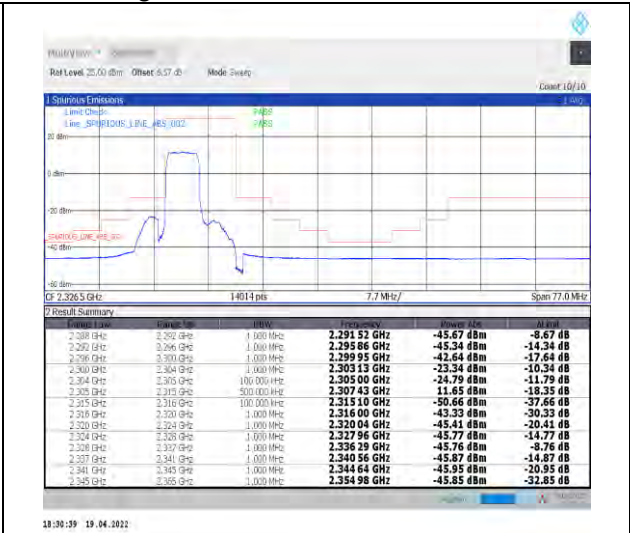 Ref Level 25.00 dBm Offset 6.57 dB Mode Sweep
Count 10/10
1 Spurious Emissions
Limit Check PASS
Line _SPURIOUS_LINE_ABS_002 PASS
20 dBm
0 dBm
-20 dBm
-40 dBm
-60 dBm
CF 2.3265 GHz 14014 pts 7.7 MHz/ Span 77.0 MHz
2 Result Summary
Range Low Range Up RBW Frequency Power Abs ΔLimit
2.288 GHz 2.292 GHz 1.000 MHz 2.291 52 GHz -45.67 dBm -8.67 dB
2.292 GHz 2.296 GHz 1.000 MHz 2.295 86 GHz -45.34 dBm -14.34 dB
2.296 GHz 2.300 GHz 1.000 MHz 2.299 95 GHz -42.64 dBm -17.64 dB
2.300 GHz 2.304 GHz 1.000 MHz 2.303 13 GHz -23.34 dBm -10.34 dB
2.304 GHz 2.305 GHz 100.000 kHz 2.305 00 GHz -24.79 dBm -11.79 dB
2.305 GHz 2.315 GHz 500.000 kHz 2.307 43 GHz 11.65 dBm -18.35 dB
2.315 GHz 2.316 GHz 100.000 kHz 2.315 10 GHz -50.66 dBm -37.66 dB
2.316 GHz 2.320 GHz 1.000 MHz 2.316 00 GHz -43.33 dBm -30.33 dB
2.320 GHz 2.324 GHz 1.000 MHz 2.320 04 GHz -45.41 dBm -20.41 dB
2.324 GHz 2.328 GHz 1.000 MHz 2.327 96 GHz -45.77 dBm -14.77 dB
2.328 GHz 2.337 GHz 1.000 MHz 2.336 29 GHz -45.76 dBm -8.76 dB
2.337 GHz 2.341 GHz 1.000 MHz 2.340 56 GHz -45.87 dBm -14.87 dB
2.341 GHz 2.345 GHz 1.000 MHz 2.344 64 GHz -45.95 dBm -20.95 dB
2.345 GHz 2.365 GHz 1.000 MHz 2.354 98 GHz -45.85 dBm -32.85 dB
18:30:39 19.04.2022